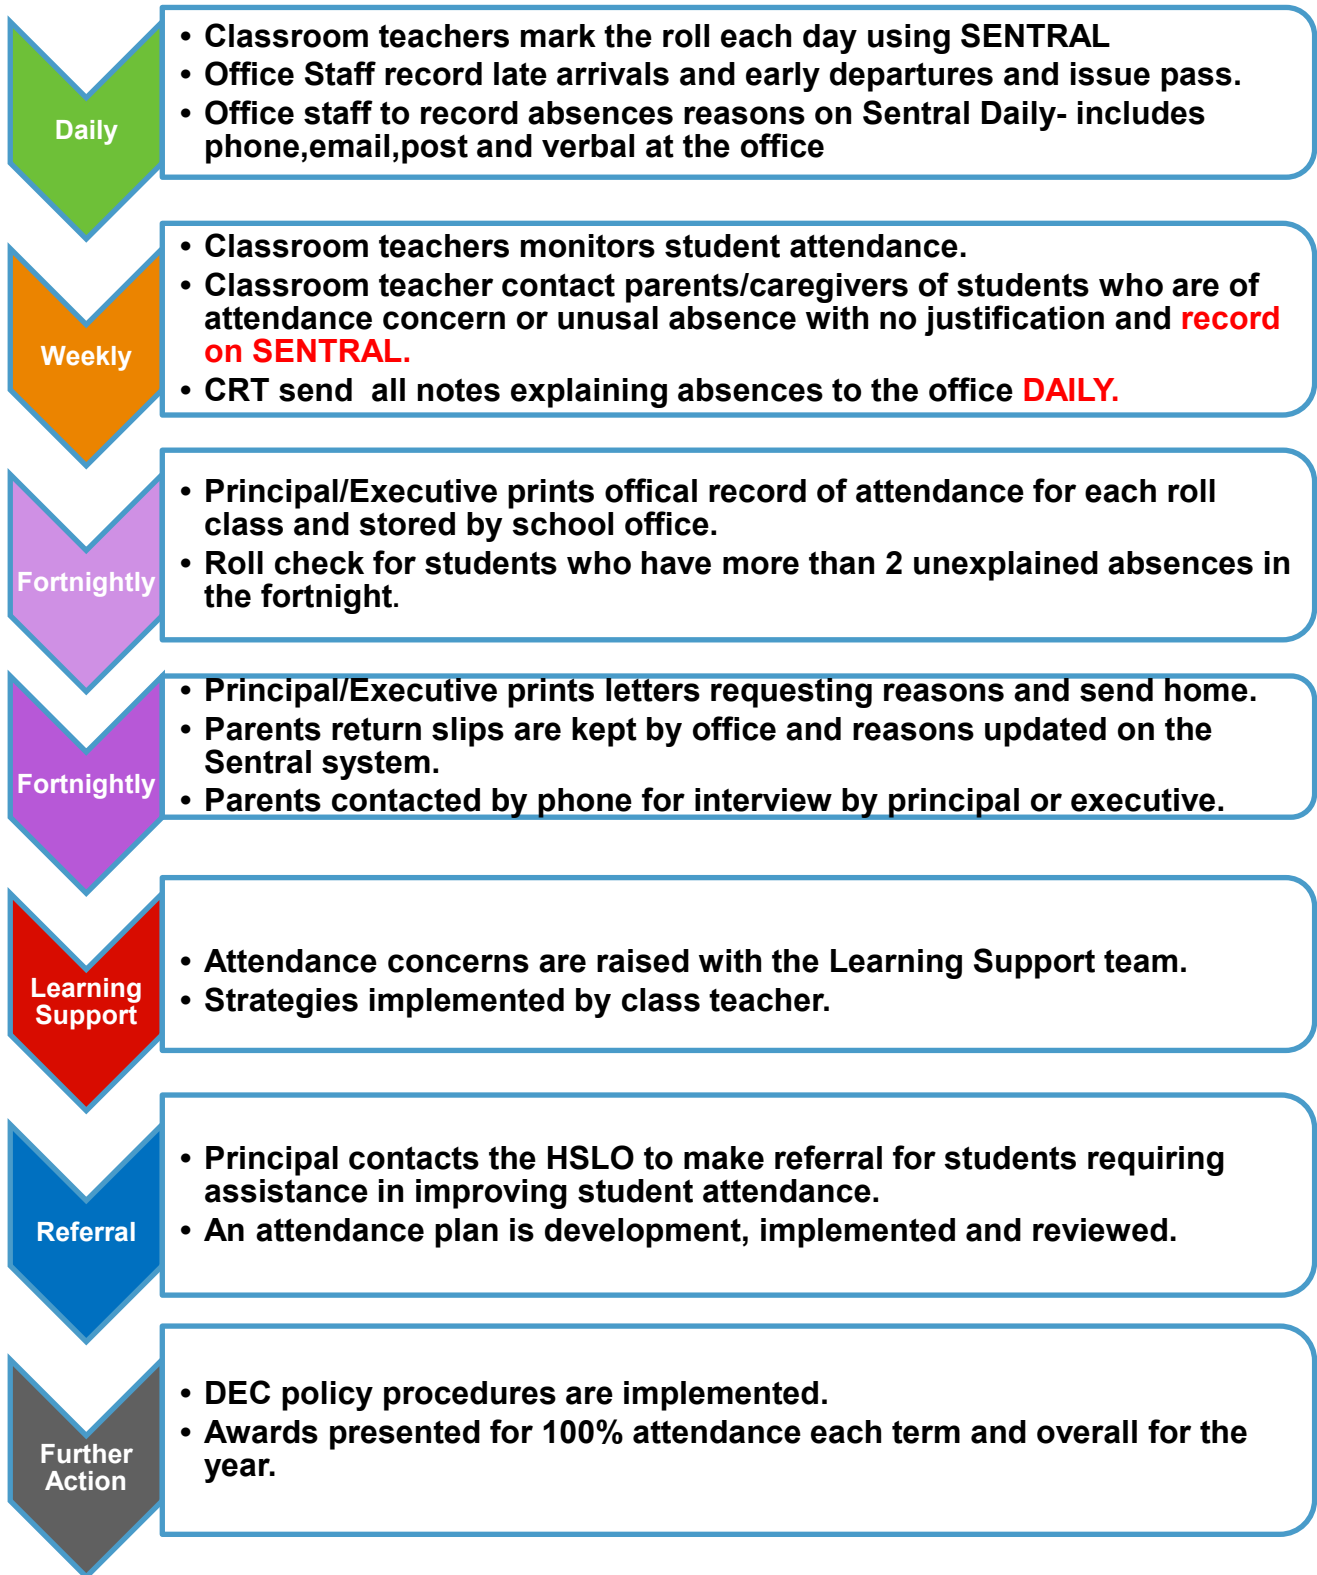 Daily
• Classroom teachers mark the roll each day using SENTRAL
• Office Staff record late arrivals and early departures and issue pass.
• Office staff to record absences reasons on Sentral Daily- includes
phone,email,post and verbal at the office
Weekly
• Classroom teachers monitors student attendance.
• Classroom teacher contact parents/caregivers of students who are of
attendance concern or unusal absence with no justification and record
on SENTRAL.
• CRT send  all notes explaining absences to the office DAILY.
Fortnightly
• Principal/Executive prints offical record of attendance for each roll
class and stored by school office.
• Roll check for students who have more than 2 unexplained absences in
the fortnight.
Fortnightly
• Principal/Executive prints letters requesting reasons and send home.
• Parents return slips are kept by office and reasons updated on the
Sentral system.
• Parents contacted by phone for interview by principal or executive.
Learning
Support
• Attendance concerns are raised with the Learning Support team.
• Strategies implemented by class teacher.
Referral
• Principal contacts the HSLO to make referral for students requiring
assistance in improving student attendance.
• An attendance plan is development, implemented and reviewed.
Further
Action
• DEC policy procedures are implemented.
• Awards presented for 100% attendance each term and overall for the
year.